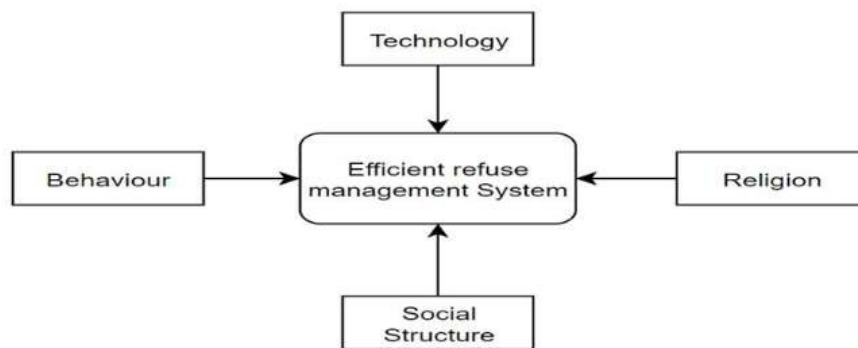 Technology
Behaviour
Efficient refuse
management System
Religion
Social
Structure